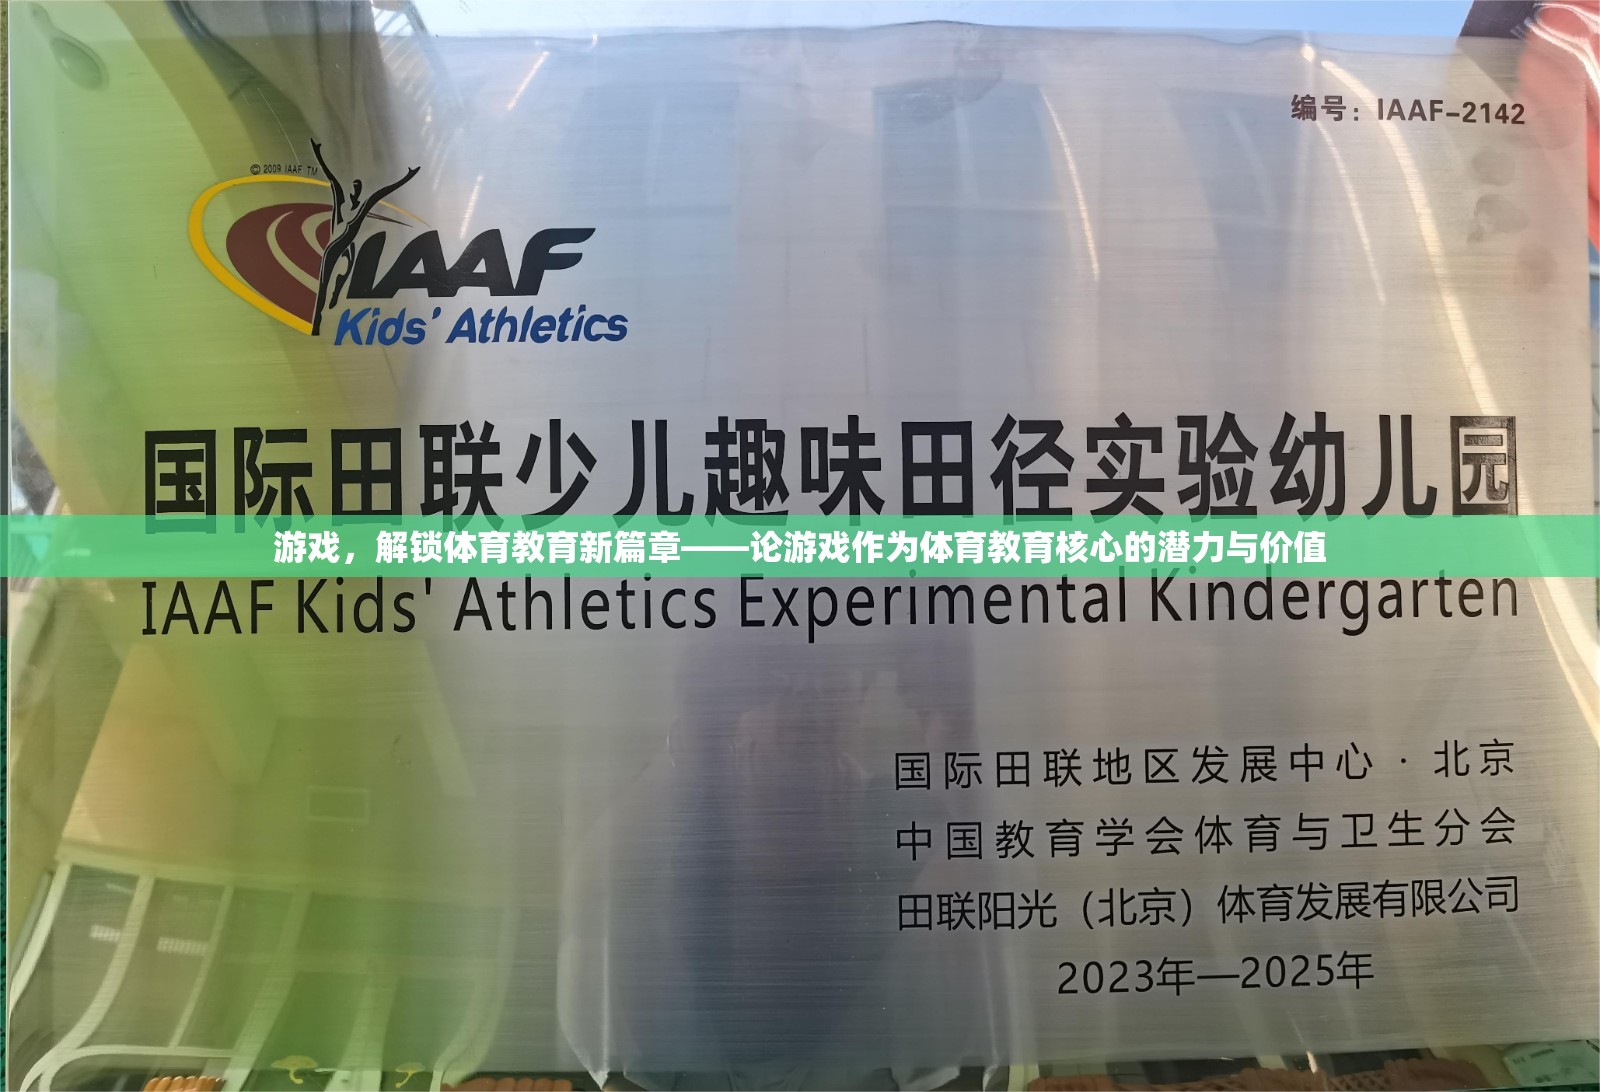 编号：IAAF-2142
© 2009 IAAF TM
IAAF
Kids' Athletics
国际田联少儿趣味田径实验幼儿园
游戏，解锁体育教育新篇章——论游戏作为体育教育核心的潜力与价值
IAAF Kids' Athletics Experimental Kindergarten
国际田联地区发展中心·北京
中国教育学会体育与卫生分会
田联阳光（北京）体育发展有限公司
2023年—2025年